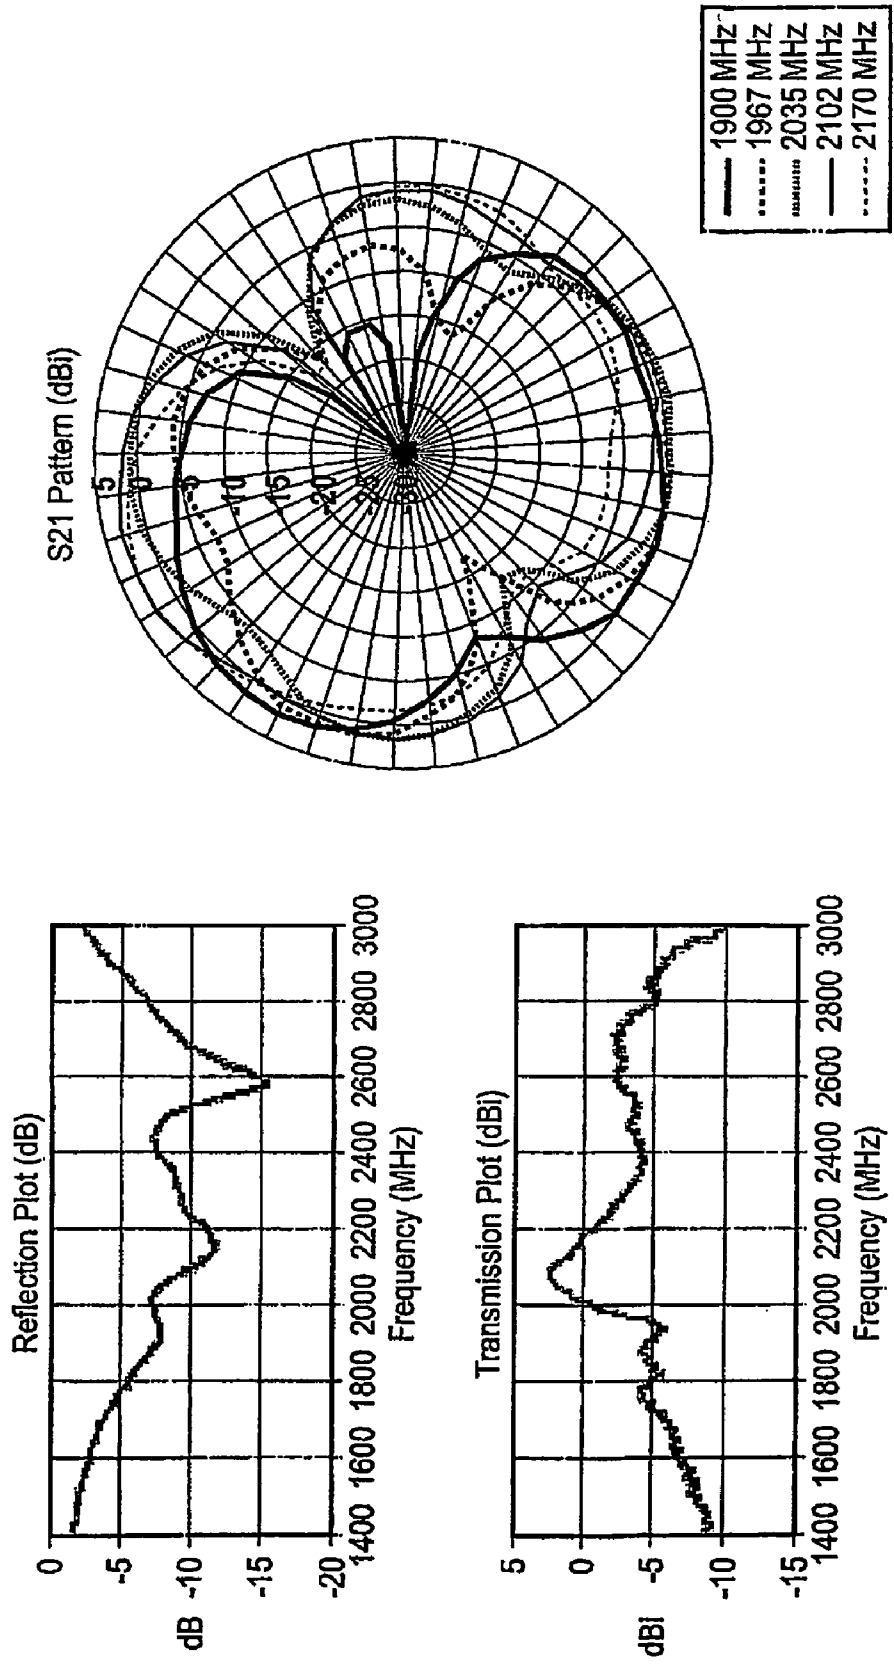 Reflection Plot (dB)
0
-5
-10
-15
-20
dB
1400 1600 1800 2000 2200 2400 2600 2800 3000
Frequency (MHz)
Transmission Plot (dBi)
5
0
-5
-10
-15
dBi
1400 1600 1800 2000 2200 2400 2600 2800 3000
Frequency (MHz)
S21 Pattern (dBi)
5
0
-5
-10
-15
-20
-25
-30
1900 MHz
1967 MHz
2035 MHz
2102 MHz
2170 MHz